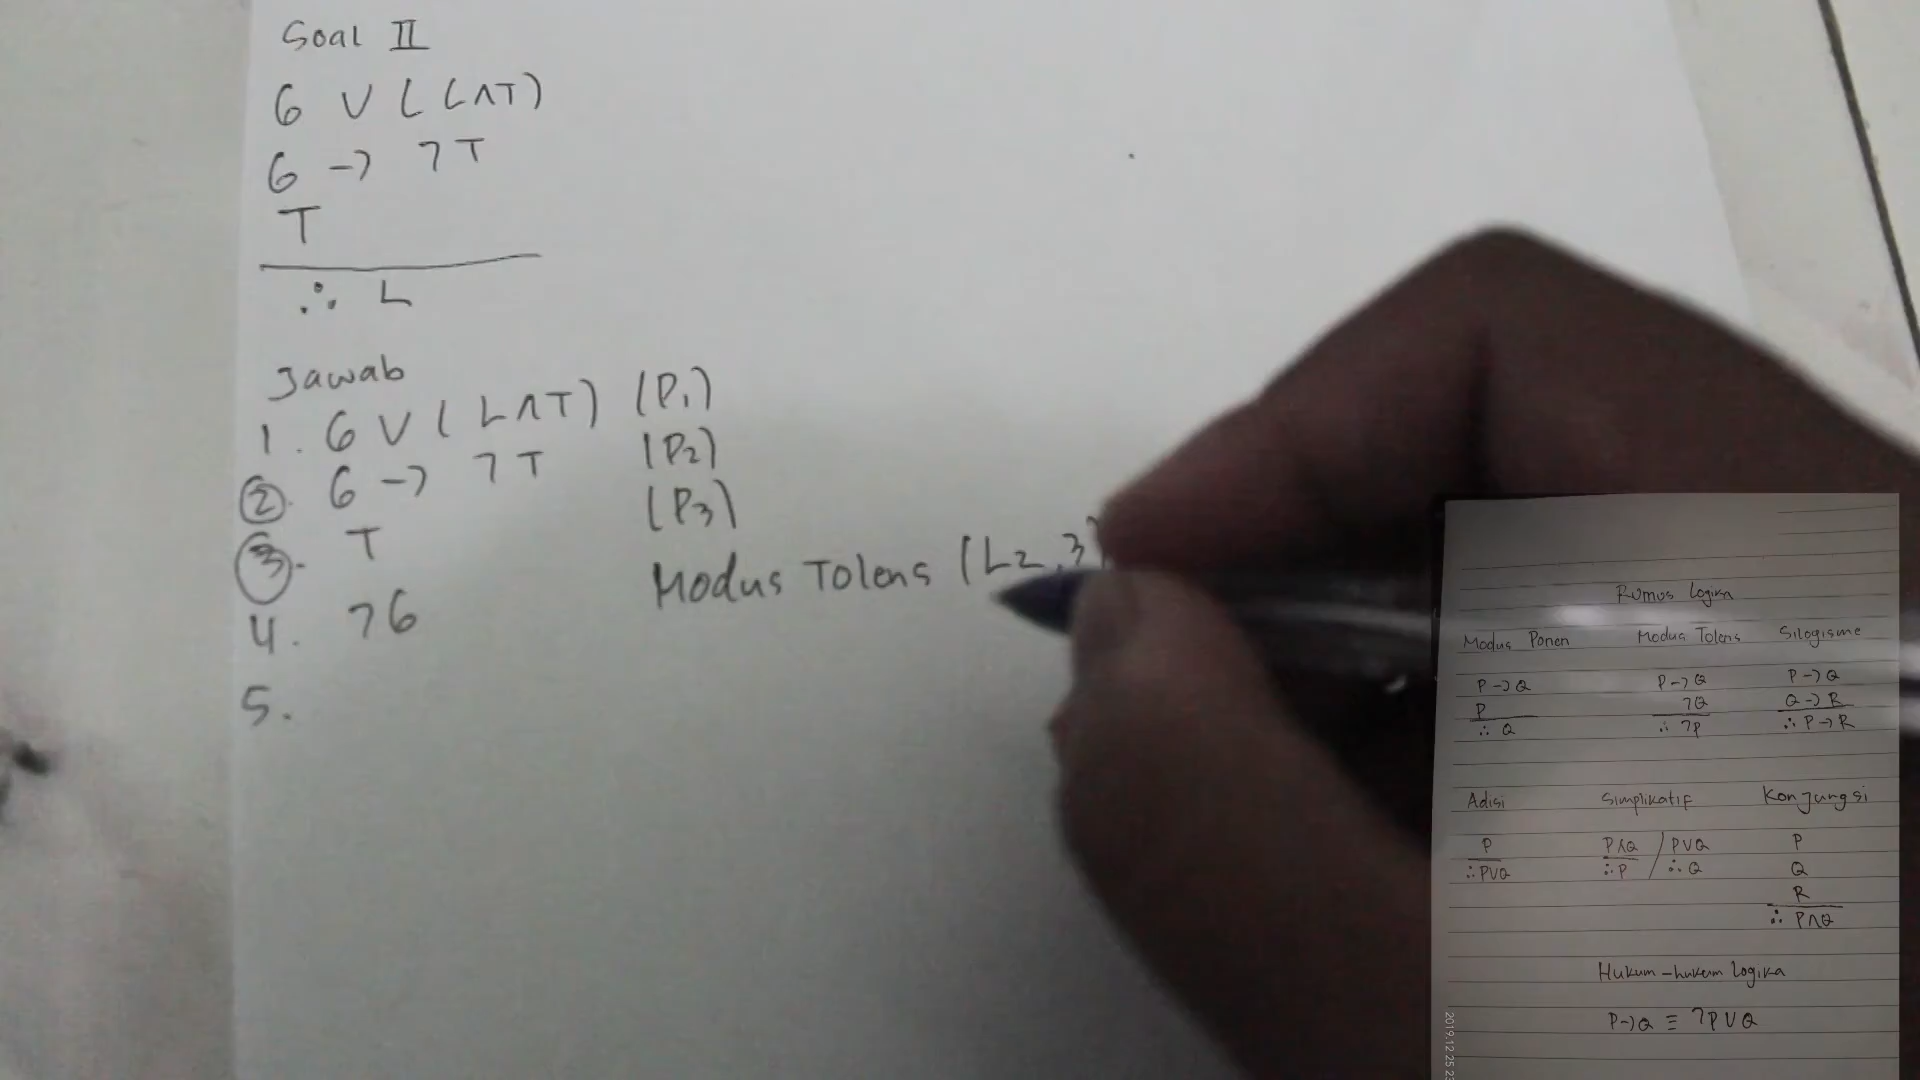 Soal II
G V ( L ∧ T)
G -> ¬ T
T
∴ L
Jawab
1. G V ( L ∧ T) (P1)
2. G -> ¬ T (P2)
3. T (P3)
4. ¬G Modus Tolens (L2,3)
5.
Rumus Logika
Modus Ponen Modus Tolens Silogisme
P -> Q P -> Q P -> Q
P ¬Q Q -> R
∴ Q ∴ ¬P ∴ P -> R
Adisi Simplikatif Konjungsi
P P ∧ Q / P V Q P
∴ P V Q ∴ P ∴ Q Q
R
∴ P ∧ Q
Hukum-hukum logika
P -> Q ≡ ¬P V Q